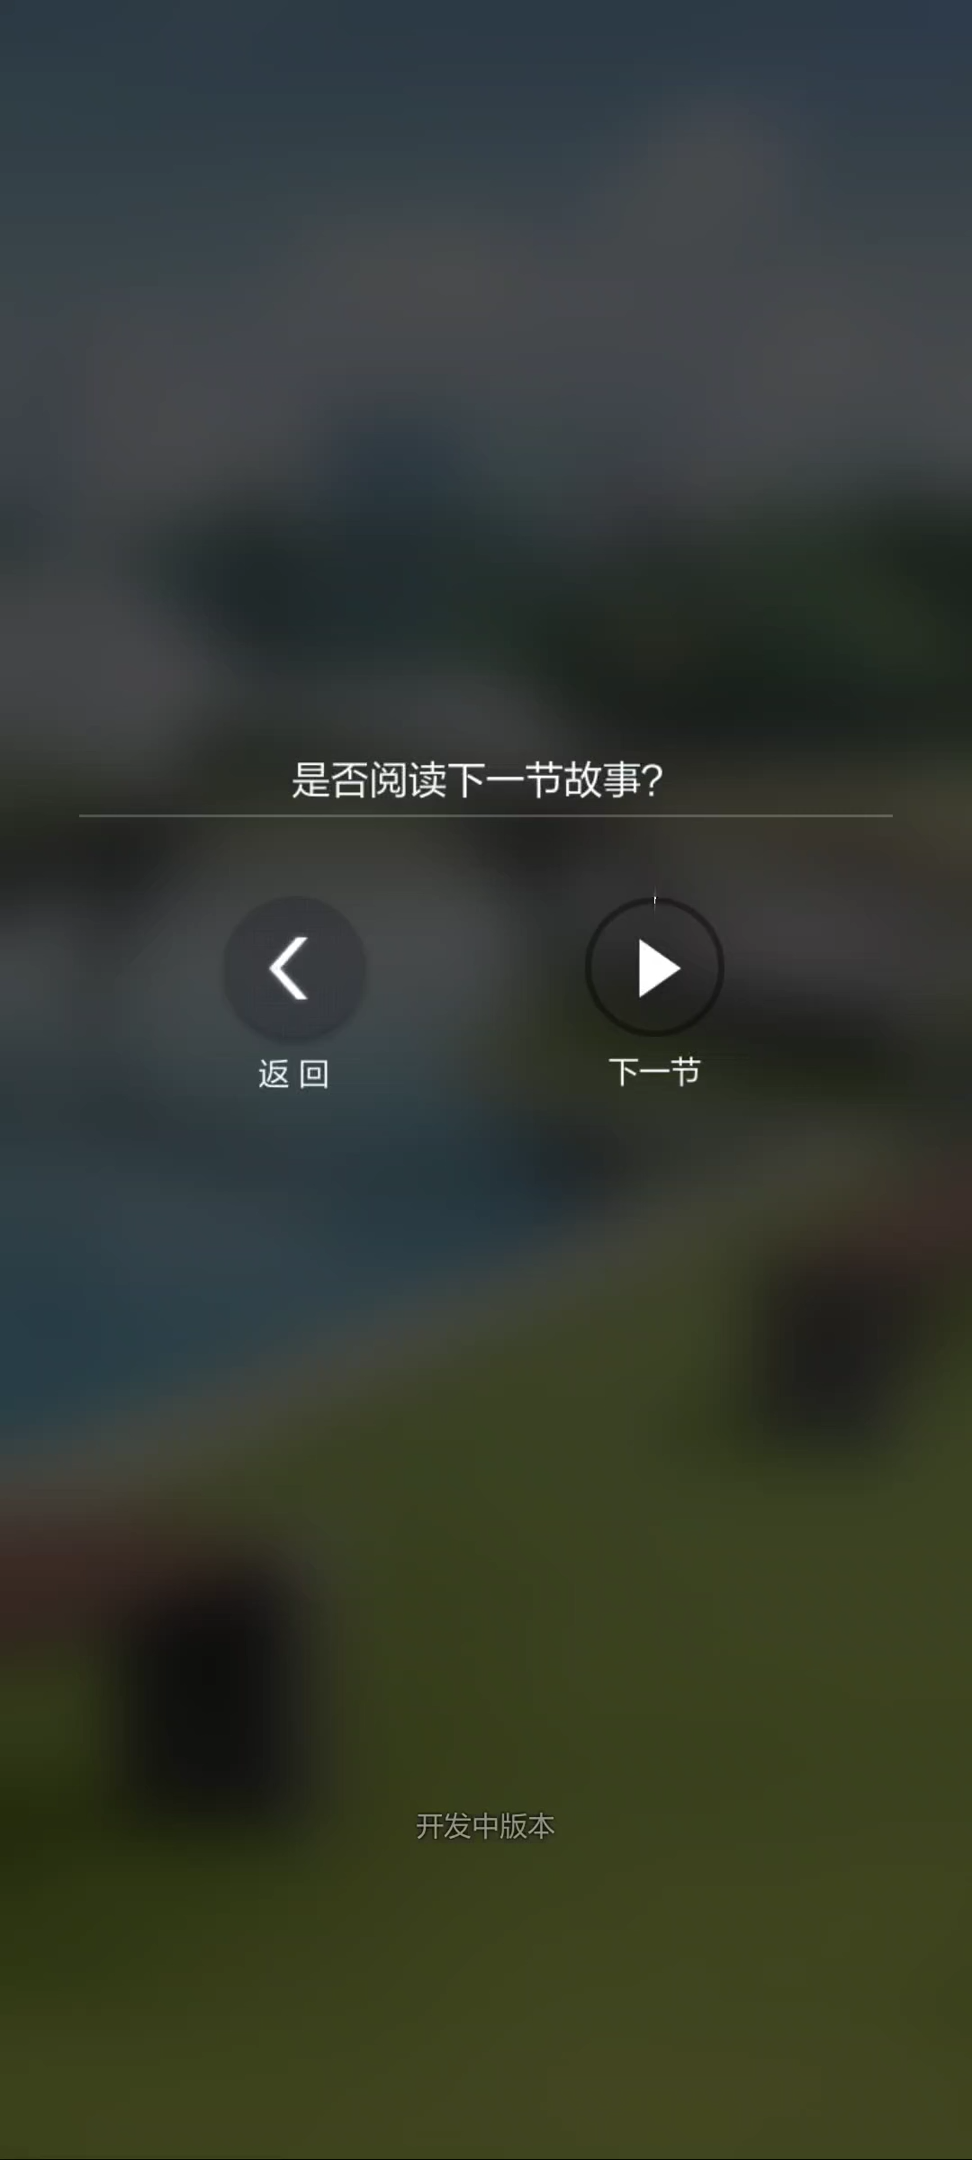 是否阅读下一节故事?
返 回
下一节
开发中版本